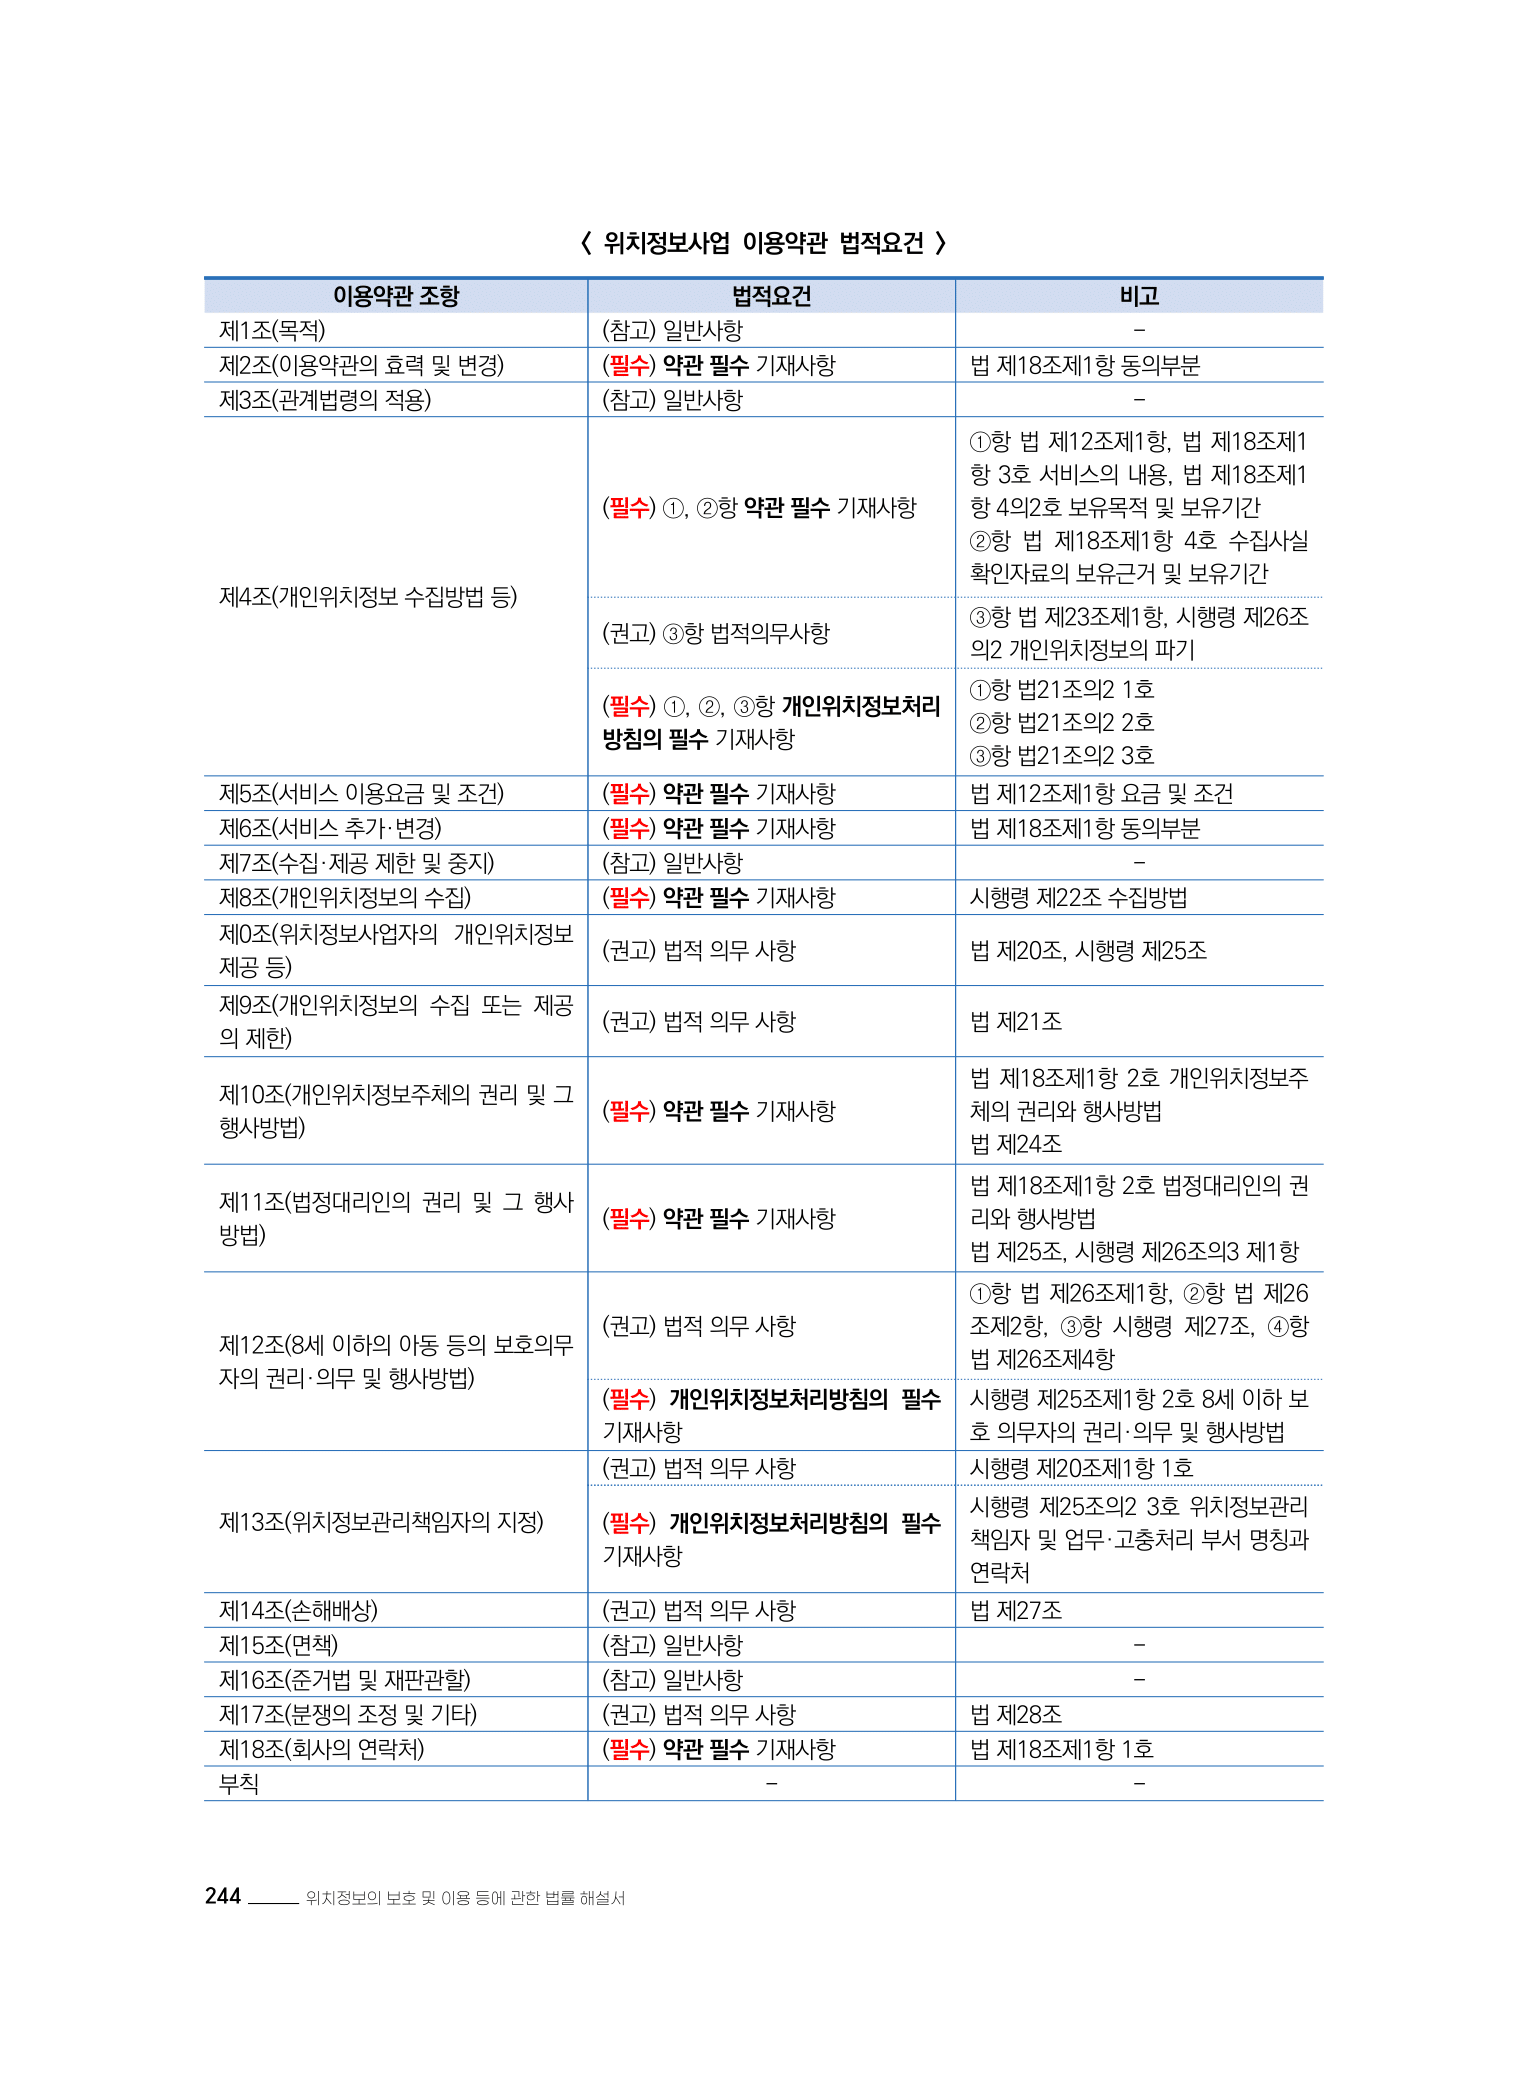 〈 위치정보사업 이용약관 법적요건 〉
이용약관 조항 법적요건 비고
제1조(목적) (참고) 일반사항 –
제2조(이용약관의 효력 및 변경) (필수) 약관 필수 기재사항 법 제18조제1항 동의부분
제3조(관계법령의 적용) (참고) 일반사항 –
제4조(개인위치정보 수집방법 등)
(필수) ①, ②항 약관 필수 기재사항
①항 법 제12조제1항, 법 제18조제1
항 3호 서비스의 내용, 법 제18조제1
항 4의2호 보유목적 및 보유기간
②항 법 제18조제1항 4호 수집사실
확인자료의 보유근거 및 보유기간
(권고) ③항 법적의무사항
③항 법 제23조제1항, 시행령 제26조
의2 개인위치정보의 파기
(필수) ①, ②, ③항 개인위치정보처리
방침의 필수 기재사항
①항 법21조의2 1호
②항 법21조의2 2호
③항 법21조의2 3호
제5조(서비스 이용요금 및 조건) (필수) 약관 필수 기재사항 법 제12조제1항 요금 및 조건
제6조(서비스 추가·변경) (필수) 약관 필수 기재사항 법 제18조제1항 동의부분
제7조(수집·제공 제한 및 중지) (참고) 일반사항 –
제8조(개인위치정보의 수집) (필수) 약관 필수 기재사항 시행령 제22조 수집방법
제0조(위치정보사업자의 개인위치정보
제공 등)
(권고) 법적 의무 사항 법 제20조, 시행령 제25조
제9조(개인위치정보의 수집 또는 제공
의 제한)
(권고) 법적 의무 사항 법 제21조
제10조(개인위치정보주체의 권리 및 그
행사방법)
(필수) 약관 필수 기재사항
법 제18조제1항 2호 개인위치정보주
체의 권리와 행사방법
법 제24조
제11조(법정대리인의 권리 및 그 행사
방법)
(필수) 약관 필수 기재사항
법 제18조제1항 2호 법정대리인의 권
리와 행사방법
법 제25조, 시행령 제26조의3 제1항
제12조(8세 이하의 아동 등의 보호의무
자의 권리·의무 및 행사방법)
(권고) 법적 의무 사항
①항 법 제26조제1항, ②항 법 제26
조제2항, ③항 시행령 제27조, ④항
법 제26조제4항
(필수) 개인위치정보처리방침의 필수
기재사항
시행령 제25조제1항 2호 8세 이하 보
호 의무자의 권리·의무 및 행사방법
제13조(위치정보관리책임자의 지정)
(권고) 법적 의무 사항 시행령 제20조제1항 1호
(필수) 개인위치정보처리방침의 필수
기재사항
시행령 제25조의2 3호 위치정보관리
책임자 및 업무·고충처리 부서 명칭과
연락처
제14조(손해배상) (권고) 법적 의무 사항 법 제27조
제15조(면책) (참고) 일반사항 –
제16조(준거법 및 재판관할) (참고) 일반사항 –
제17조(분쟁의 조정 및 기타) (권고) 법적 의무 사항 법 제28조
제18조(회사의 연락처) (필수) 약관 필수 기재사항 법 제18조제1항 1호
부칙 – –
244 위치정보의 보호 및 이용 등에 관한 법률 해설서